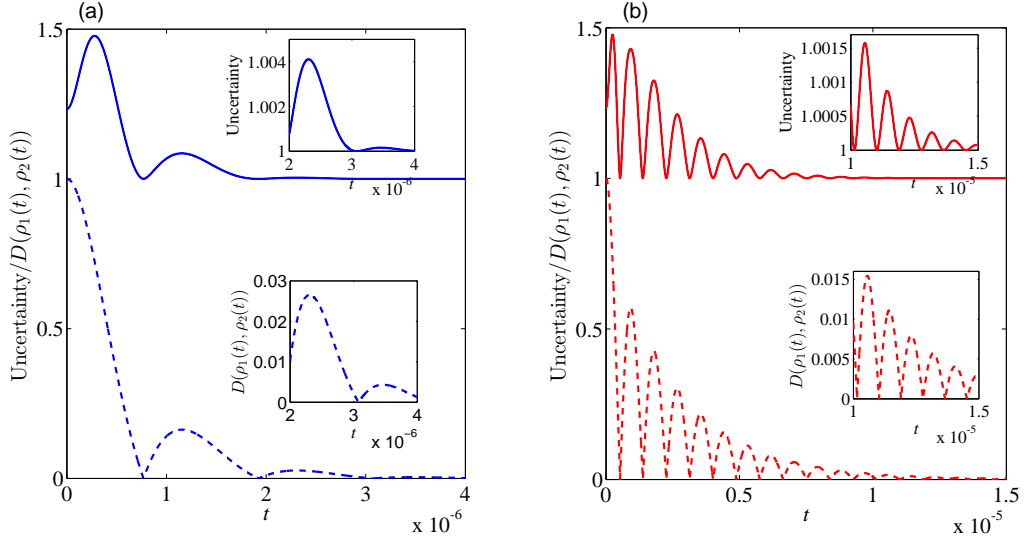 (a)
Uncertainty/D(ρ₁(t), ρ₂(t))
1.5
1
0.5
0
0 1 2 3 4
t
x 10⁻⁶
Uncertainty
1.004
1.002
1
2 3 4
t
x 10⁻⁶
D(ρ₁(t), ρ₂(t))
0.03
0.02
0.01
0
2 3 4
t
x 10⁻⁶
(b)
Uncertainty/D(ρ₁(t), ρ₂(t))
1.5
1
0.5
0
0 0.5 1 1.5
t
x 10⁻⁵
Uncertainty
1.0015
1.001
1.0005
1
1 1.5
t
x 10⁻⁵
D(ρ₁(t), ρ₂(t))
0.015
0.01
0.005
0
1 1.5
t
x 10⁻⁵